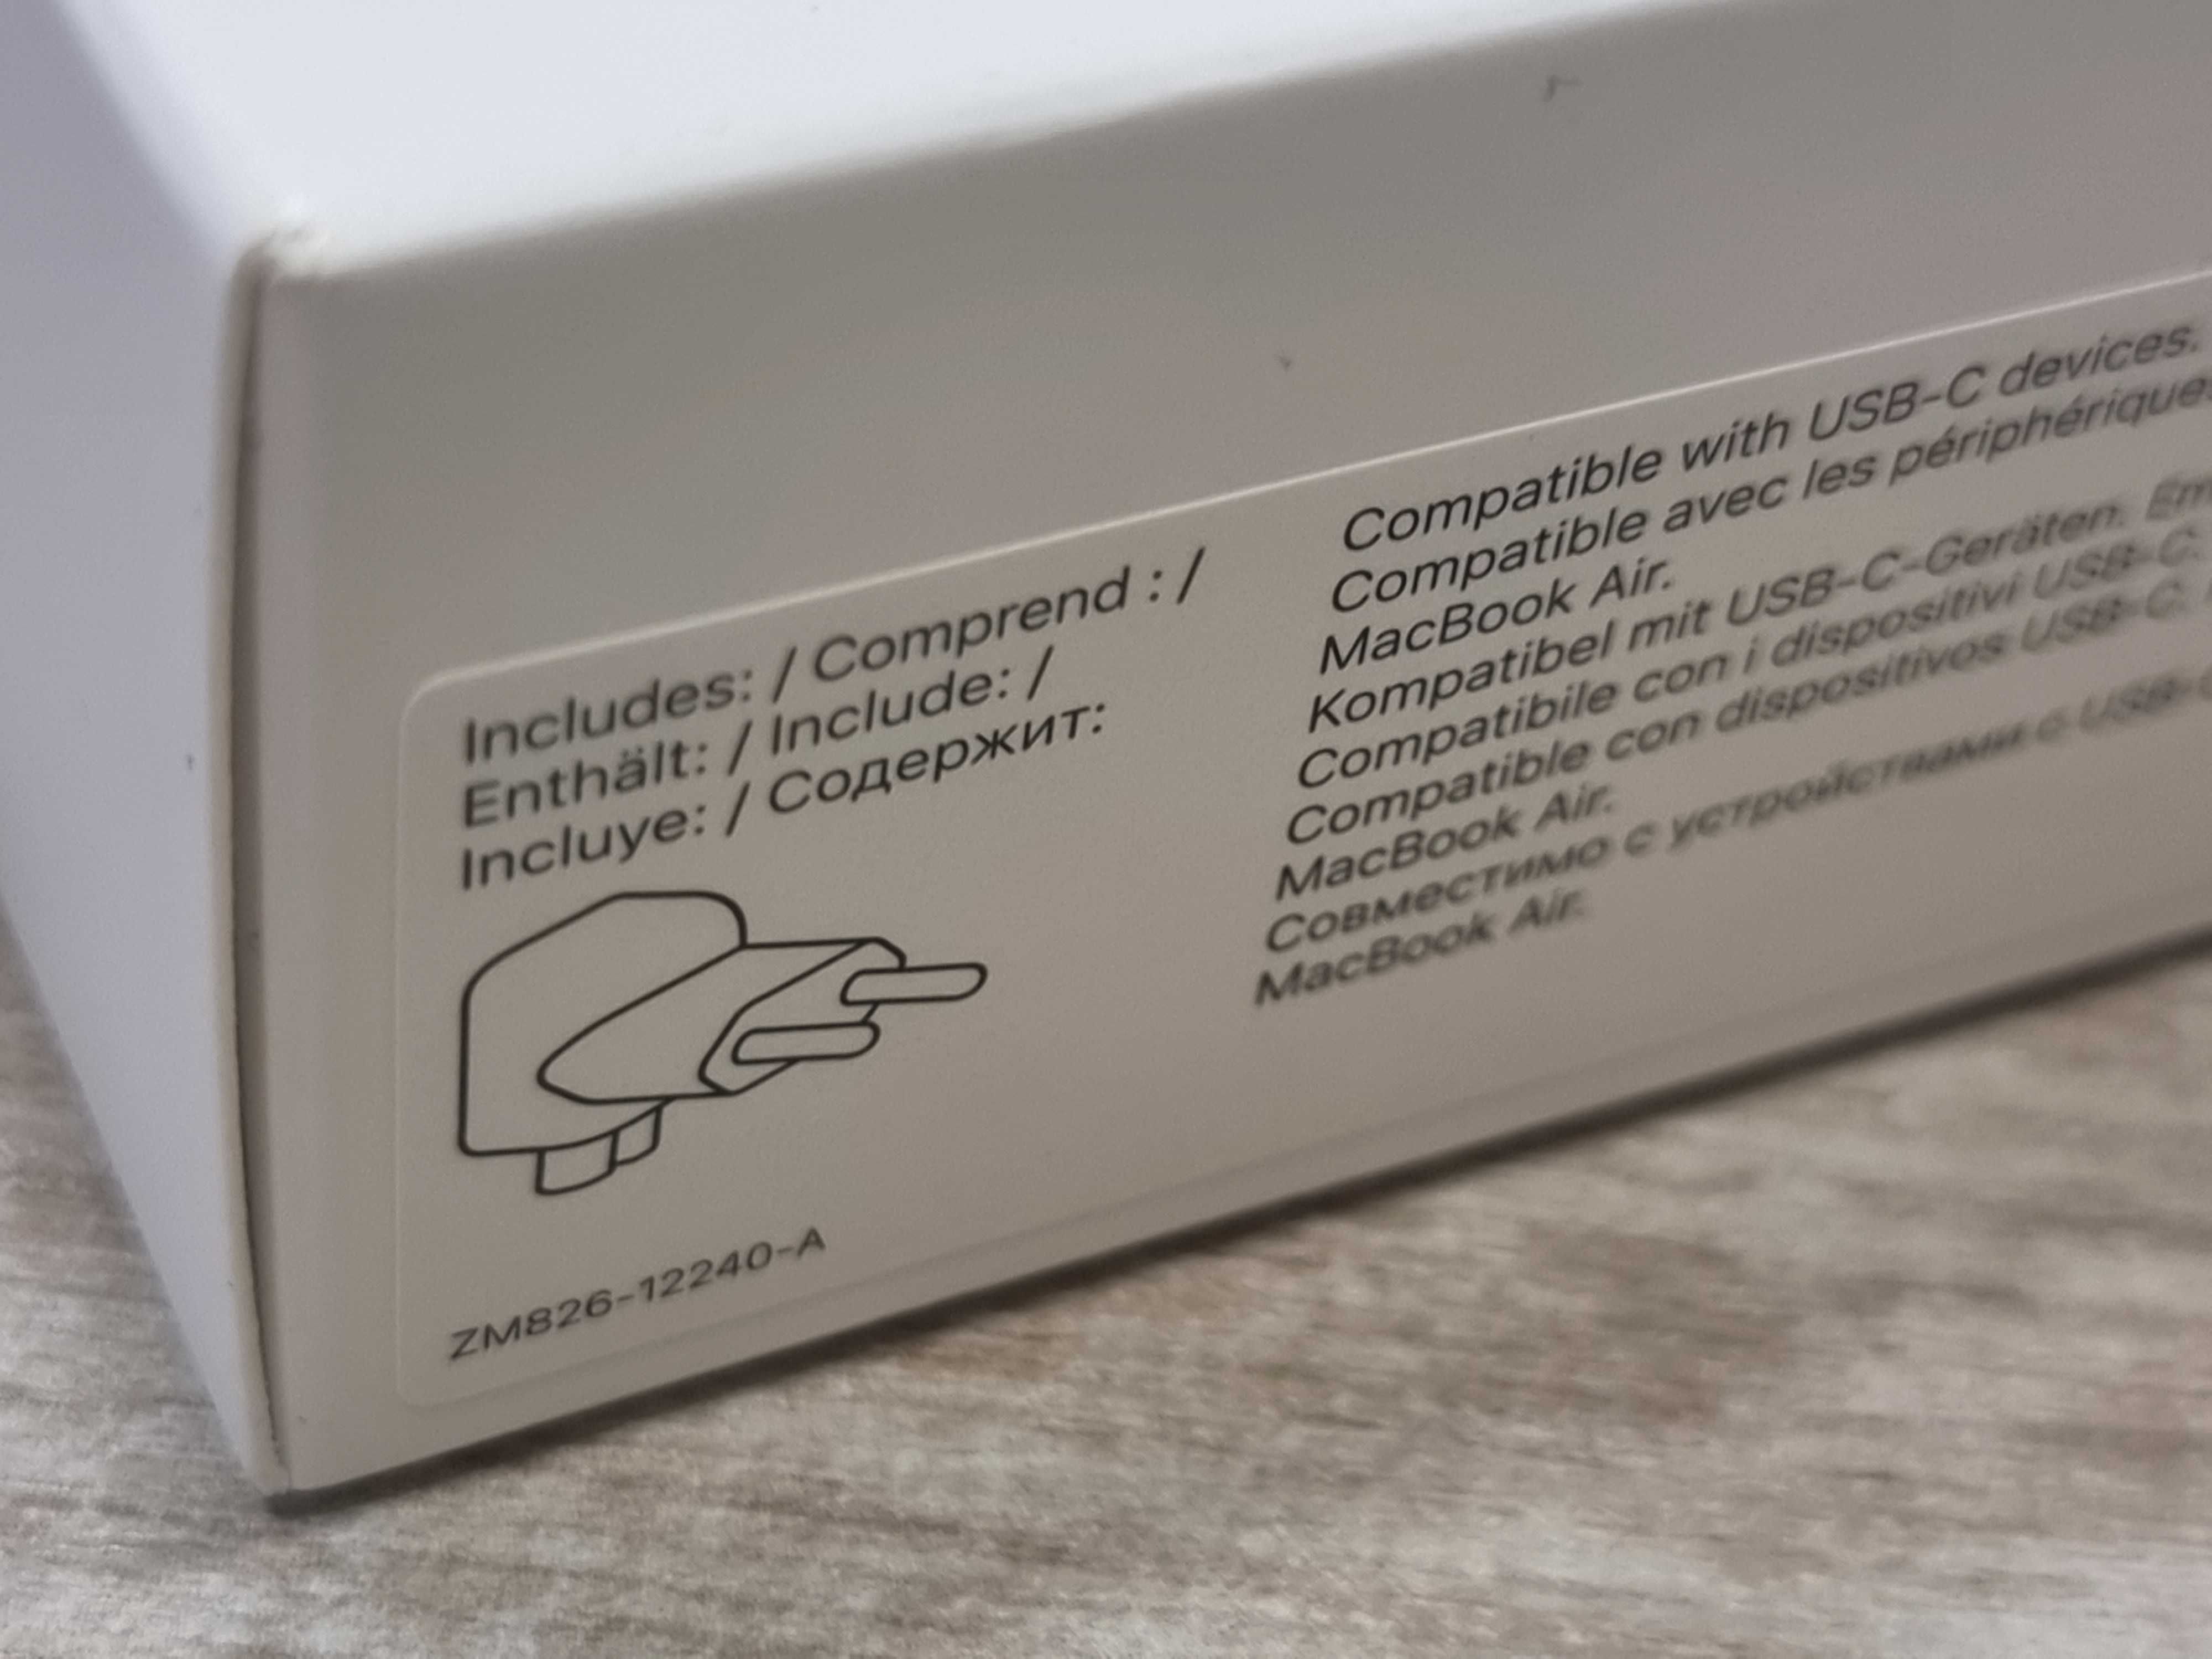 Includes: / Comprend : /
Enthält: / Include: /
Incluye: / Содержит:
ZM826-12240-A
Compatible with USB-C devices.
Compatible avec les périphériques
MacBook Air.
Kompatibel mit USB-C-Geräten.
Compatibile con i dispositivi USB-C.
Compatible con dispositivos USB-C.
MacBook Air.
Совместимо с устройствами с USB-C
MacBook Air.